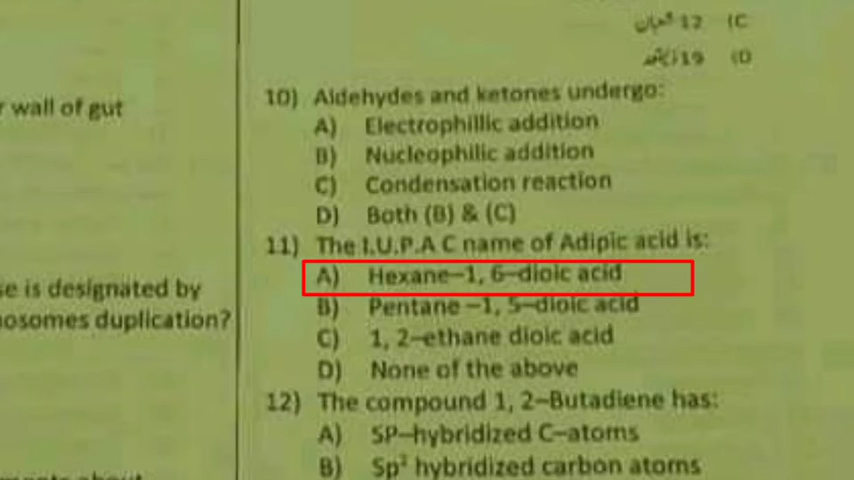 12 (C
19 (D
r wall of gut
10) Aldehydes and ketones undergo:
A) Electrophillic addition
B) Nucleophilic addition
C) Condensation reaction
D) Both (B) & (C)
11) The I.U.P.A C name of Adipic acid is:
A) Hexane–1, 6–dioic acid
B) Pentane –1, 5–dioic acid
C) 1, 2–ethane dioic acid
D) None of the above
se is designated by
osomes duplication?
12) The compound 1, 2–Butadiene has:
A) SP–hybridized C–atoms
B) Sp² hybridized carbon atoms